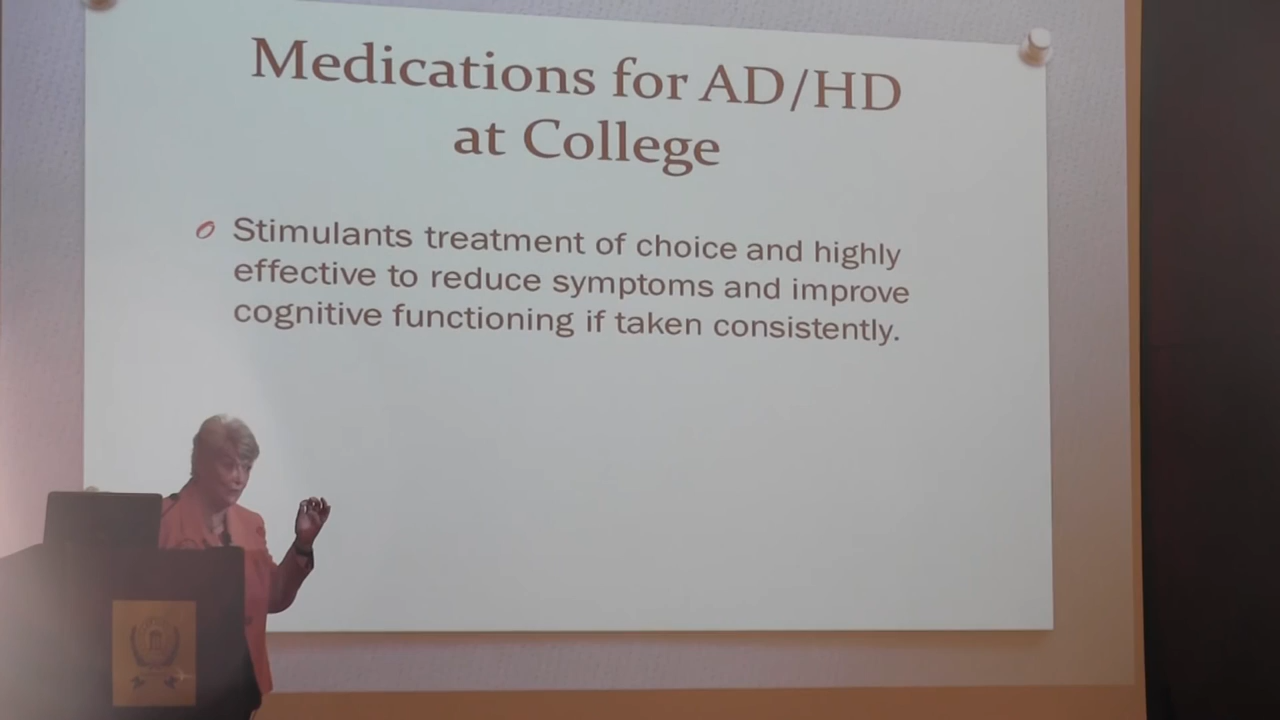 Medications for AD/HD
at College
Stimulants treatment of choice and highly
effective to reduce symptoms and improve
cognitive functioning if taken consistently.